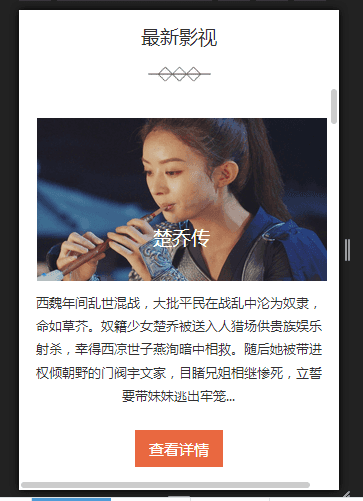 最新影视
楚乔传
西魏年间乱世混战，大批平民在战乱中沦为奴隶，
命如草芥。奴籍少女楚乔被送入人猎场供贵族娱乐
射杀，幸得西凉世子燕洵暗中相救。随后她被带进
权倾朝野的门阀宇文家，目睹兄姐相继惨死，立誓
要带妹妹逃出牢笼...
查看详情